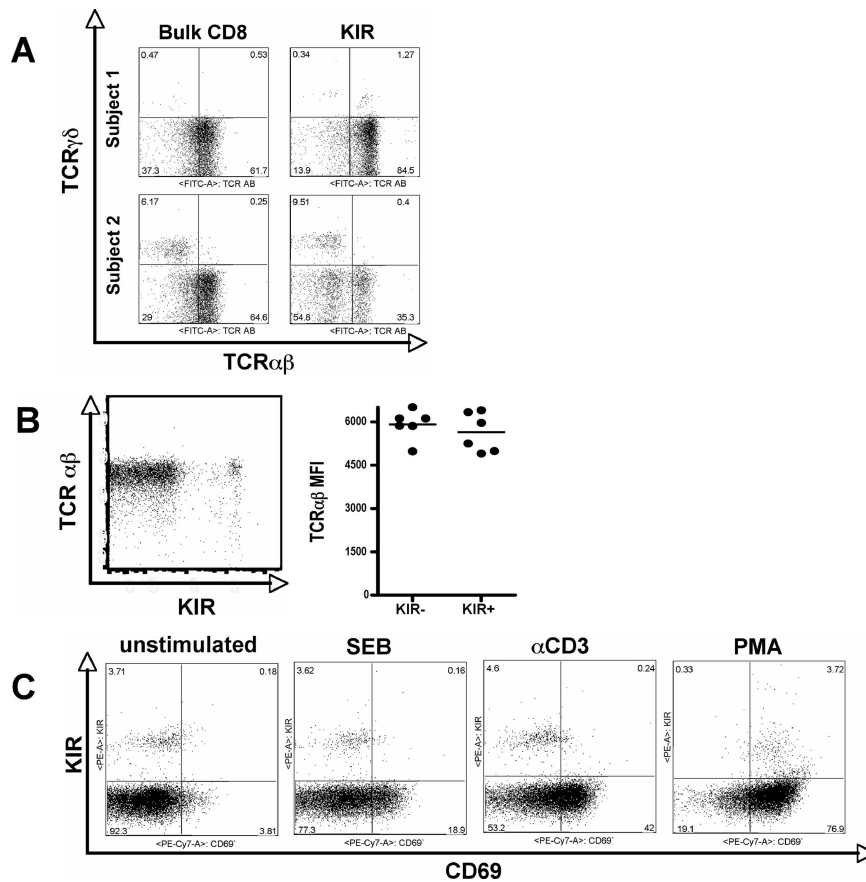 A
Bulk CD8 KIR
TCRγδ
Subject 1
0.47 0.53
37.3 61.7
<FITC-A>: TCR AB
0.34 1.27
13.9 84.5
<FITC-A>: TCR AB
Subject 2
6.17 0.25
29 64.6
<FITC-A>: TCR AB
9.51 0.4
54.8 35.3
<FITC-A>: TCR AB
TCRαβ
B
TCR αβ
KIR
TCRαβ MFI
6000
4500
3000
1500
0
KIR- KIR+
C
unstimulated SEB αCD3 PMA
KIR
3.71 0.18
<PE-A>: KIR
92.3 3.81
<PE-Cy7-A>: CD69`
3.62 0.16
<PE-A>: KIR
77.3 18.9
<PE-Cy7-A>: CD69`
4.6 0.24
<PE-A>: KIR
53.2 42
<PE-Cy7-A>: CD69`
0.33 3.72
<PE-A>: KIR
19.1 76.9
<PE-Cy7-A>: CD69`
CD69